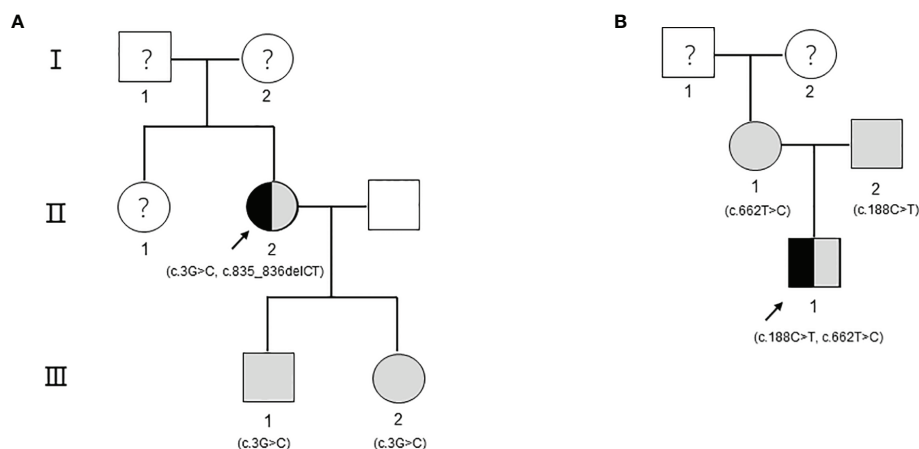 A
B
I
?
?
?
?
1
2
1
2
II
?
1
2
(c.3G>C, c.835_836delCT)
1
(c.662T>C)
2
(c.188C>T)
1
(c.188C>T, c.662T>C)
III
1
(c.3G>C)
2
(c.3G>C)